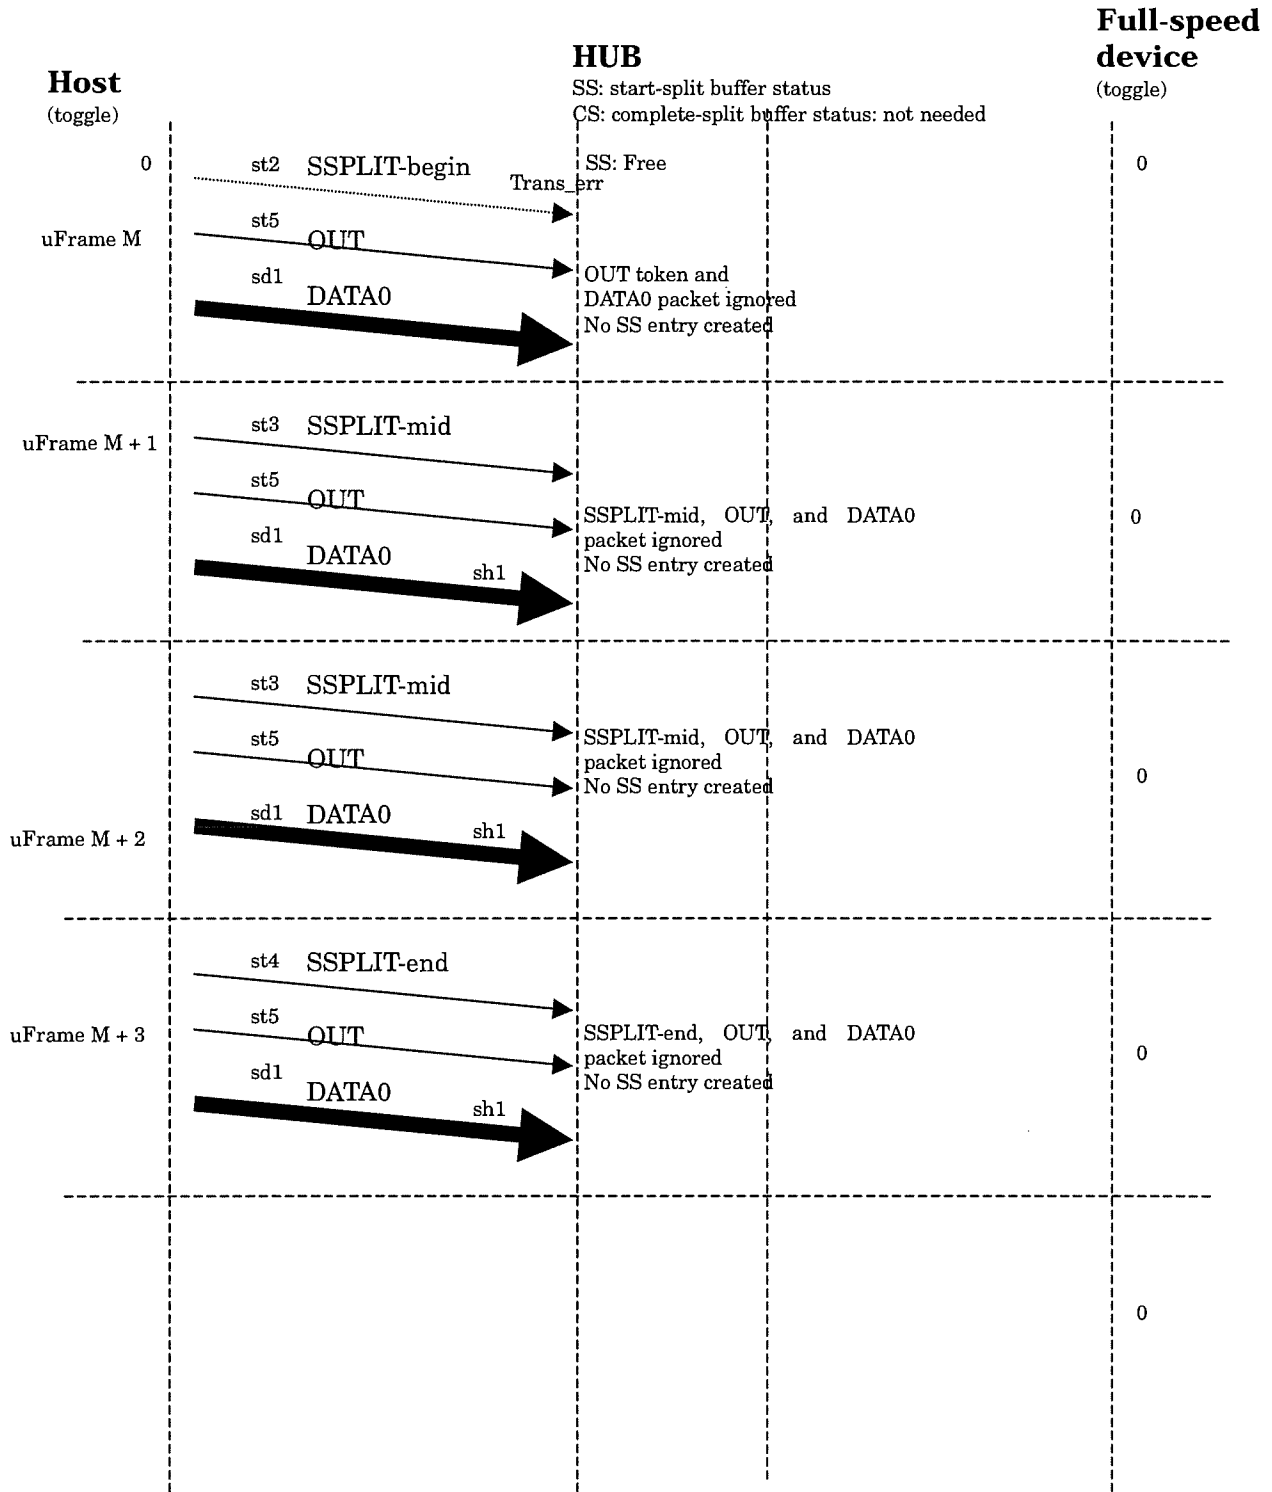 Full-speed
device
(toggle)
HUB
SS: start-split buffer status
CS: complete-split buffer status: not needed
Host
(toggle)
0
st2 SSPLIT-begin
Trans_err
SS: Free
0
uFrame M
st5
OUT
sd1
DATA0
OUT token and
DATA0 packet ignored
No SS entry created
uFrame M + 1
st3 SSPLIT-mid
st5
OUT
sd1
DATA0
sh1
SSPLIT-mid, OUT, and DATA0
packet ignored
No SS entry created
0
st3 SSPLIT-mid
st5
OUT
sd1 DATA0
sh1
SSPLIT-mid, OUT, and DATA0
packet ignored
No SS entry created
0
uFrame M + 2
st4 SSPLIT-end
uFrame M + 3
st5
OUT
sd1
DATA0
sh1
SSPLIT-end, OUT, and DATA0
packet ignored
No SS entry created
0
0